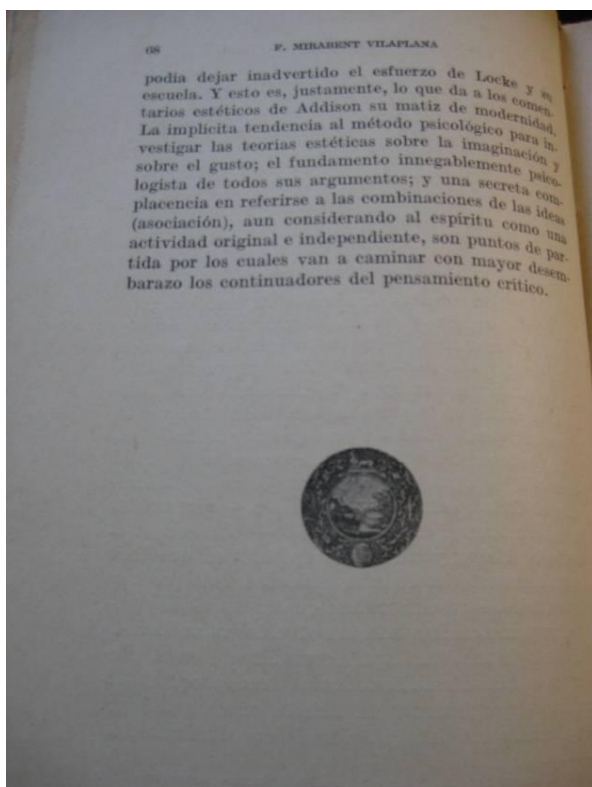 68
F. MIRABENT VILAPLANA
podía dejar inadvertido el esfuerzo de Locke y su
escuela. Y esto es, justamente, lo que da a los comen-
tarios estéticos de Addison su matiz de modernidad.
La implícita tendencia al método psicológico para in-
vestigar las teorías estéticas sobre la imaginación y
sobre el gusto; el fundamento innegablemente psico-
logista de todos sus argumentos; y una secreta com-
placencia en referirse a las combinaciones de las ideas
(asociación), aun considerando al espíritu como una
actividad original e independiente, son puntos de par-
tida por los cuales van a caminar con mayor desem-
barazo los continuadores del pensamiento crítico.